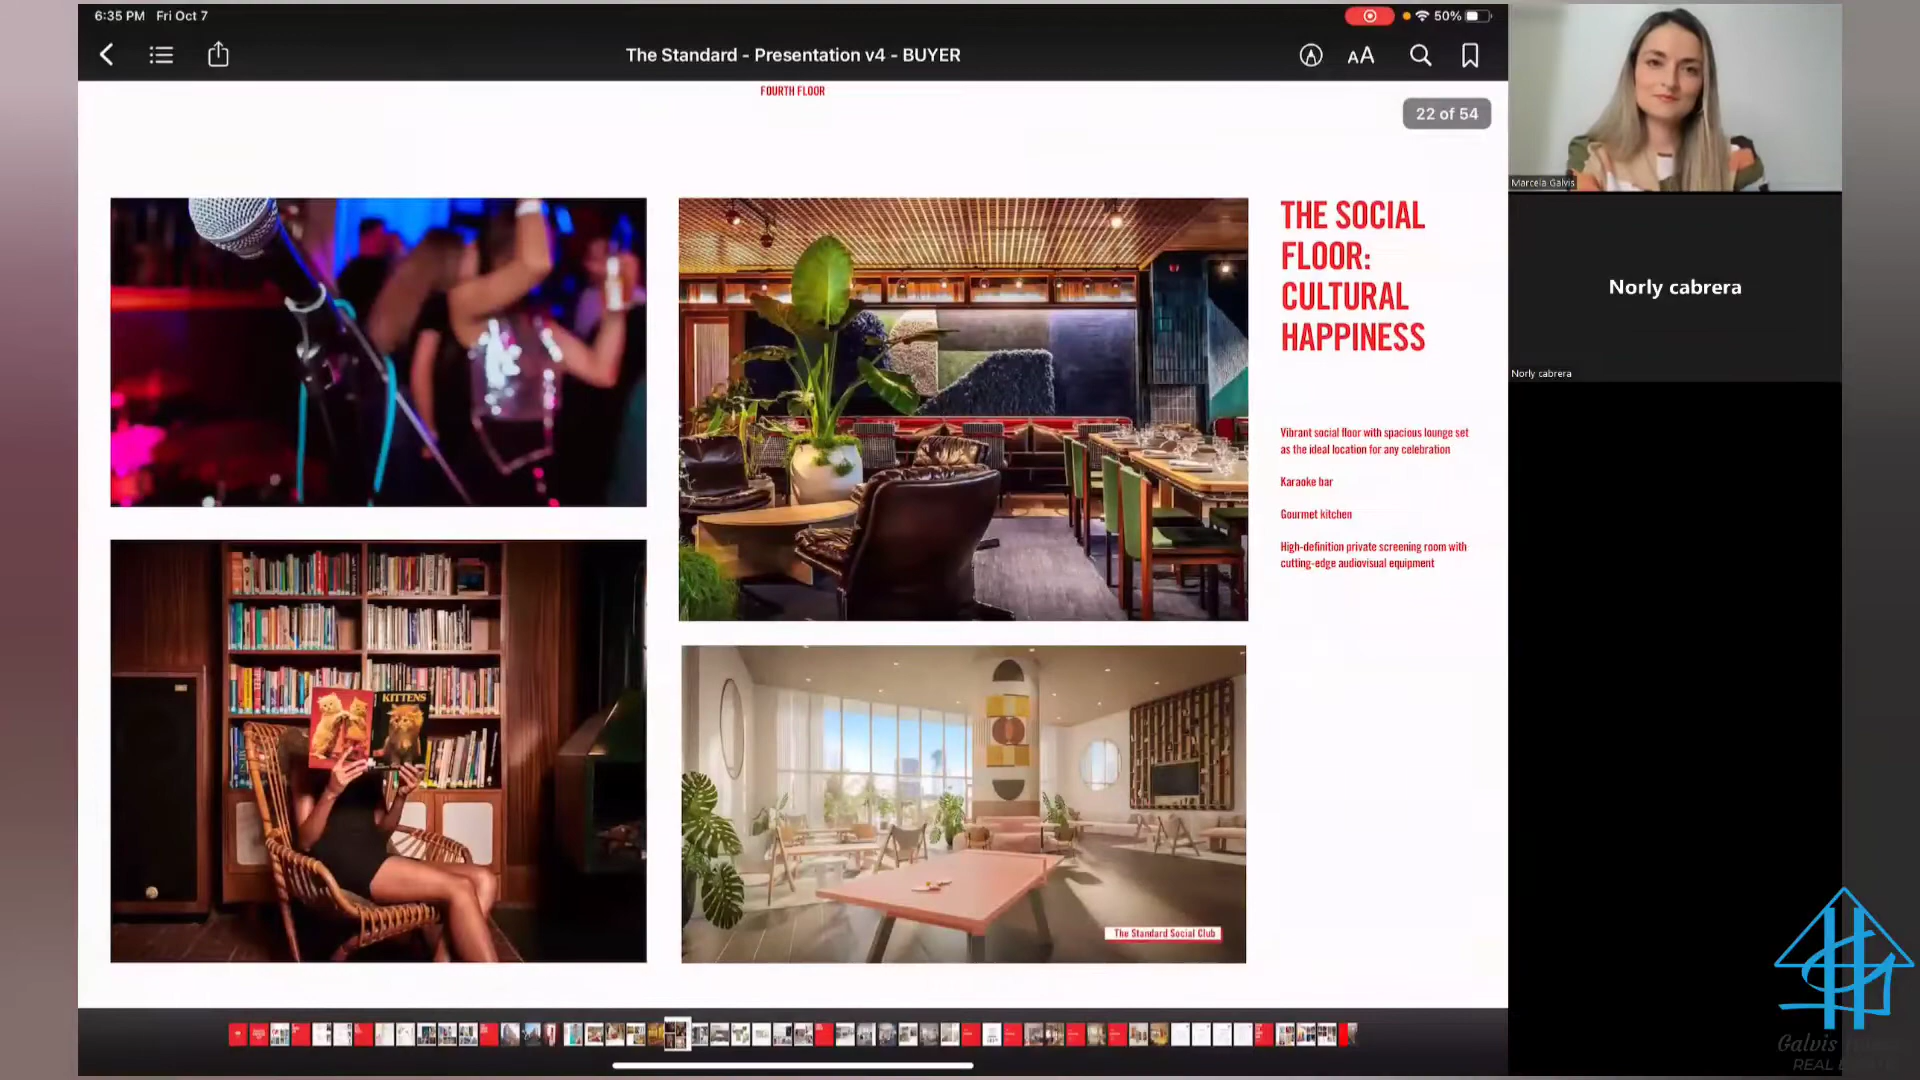 6:35 PM Fri Oct 7
50%
The Standard - Presentation v4 - BUYER
AA
FOURTH FLOOR
22 of 54
THE SOCIAL
FLOOR:
CULTURAL
HAPPINESS
Vibrant social floor with spacious lounge set
as the ideal location for any celebration
Karaoke bar
Gourmet kitchen
High-definition private screening room with
cutting-edge audiovisual equipment
KITTENS
The Standard Social Club
Marcela Galvis
Norly cabrera
Norly cabrera
Galvis
REAL